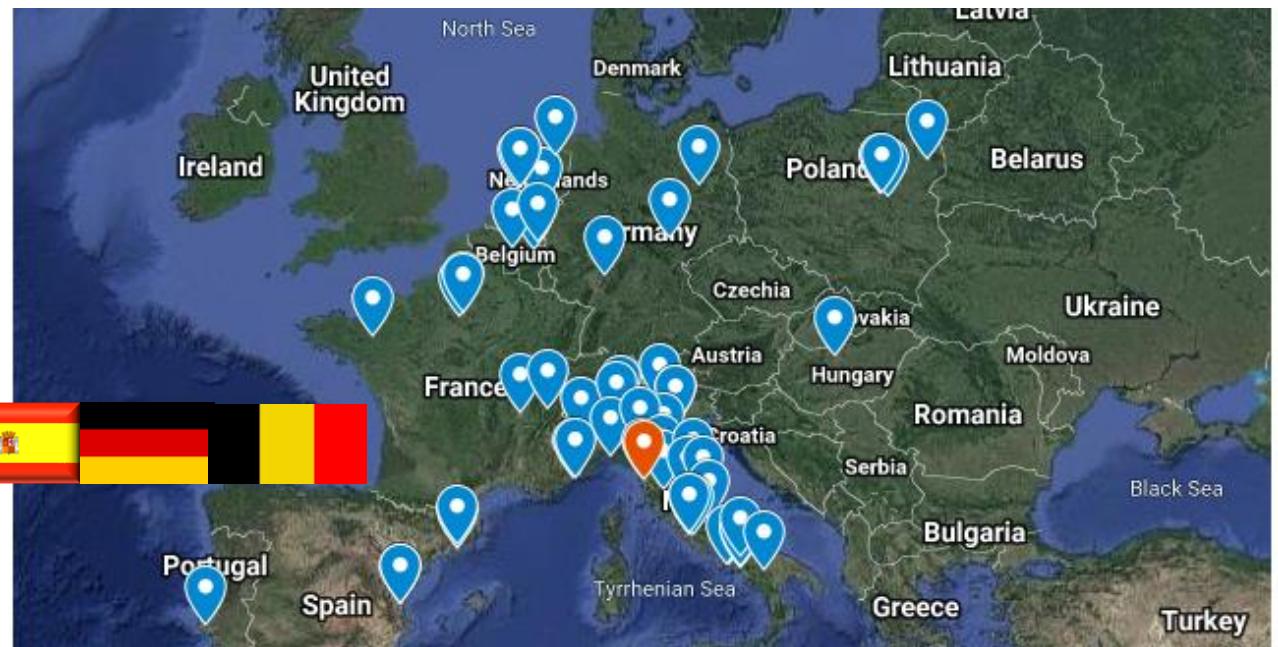 Latvia
North Sea
Denmark
Lithuania
United
Kingdom
Ireland
Poland
Belarus
Netherlands
Germany
Belgium
Czechia
Slovakia
Ukraine
Austria
Moldova
Hungary
France
Romania
Croatia
Serbia
Black Sea
Bulgaria
Portugal
Tyrrhenian Sea
Spain
Greece
Turkey